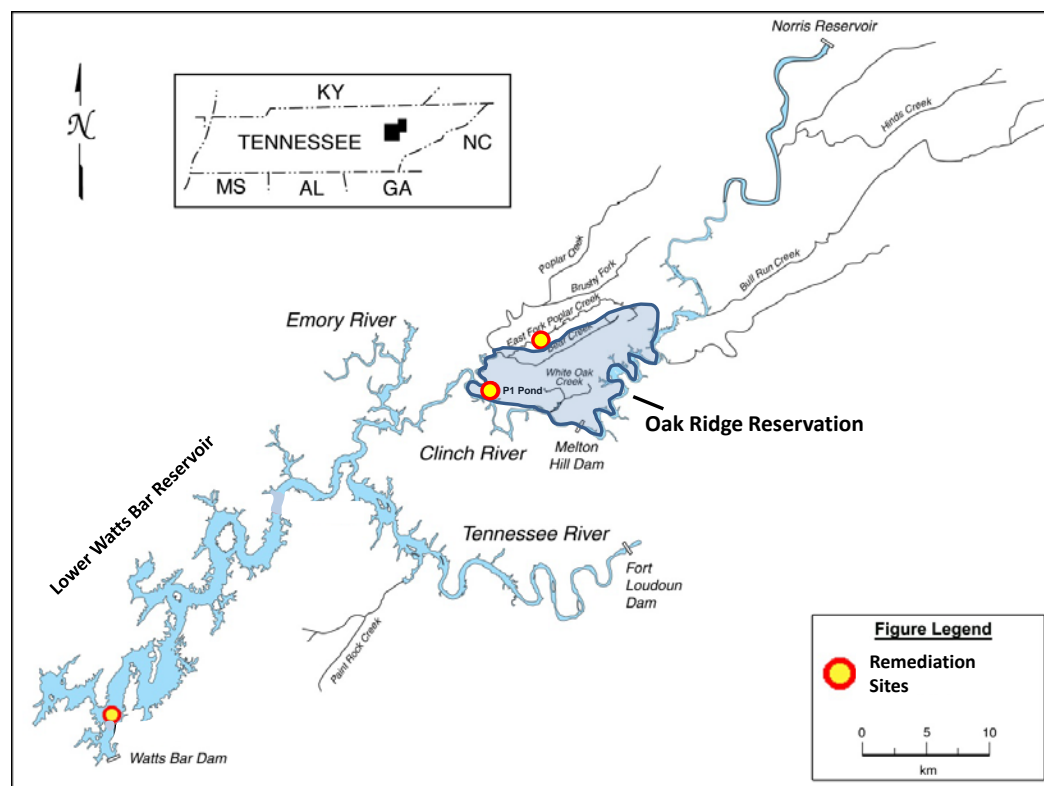 Norris Reservoir
N
KY
TENNESSEE
NC
MS
AL
GA
Hinds Creek
Poplar Creek
Brushy Fork
Bull Run Creek
East Fork Poplar Creek
Bear Creek
Emory River
White Oak
Creek
P1 Pond
Oak Ridge Reservation
Clinch River
Melton
Hill Dam
Lower Watts Bar Reservoir
Tennessee River
Fort
Loudoun
Dam
Paint Rock Creek
Watts Bar Dam
Figure Legend
Remediation
Sites
0
5
10
km